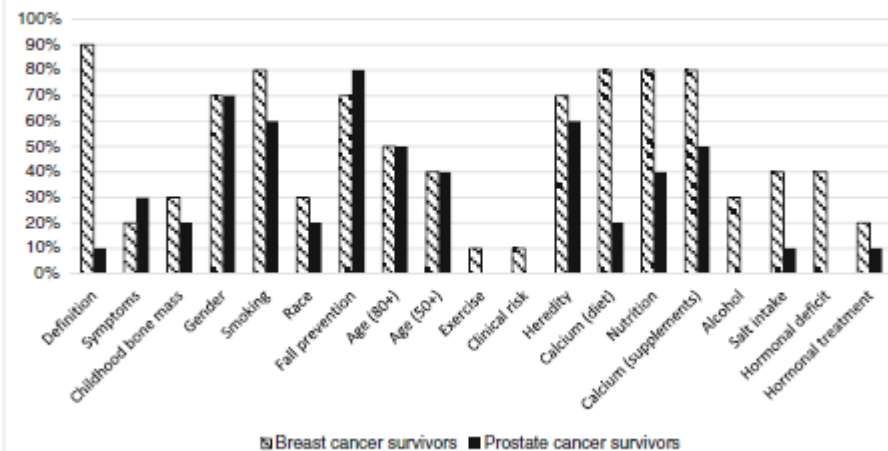 100%
90%
80%
70%
60%
50%
40%
30%
20%
10%
0%
Definition
Symptoms
Childhood bone mass
Gender
Smoking
Race
Fall prevention
Age (80+)
Age (50+)
Exercise
Clinical risk
Heredity
Calcium (diet)
Nutrition
Calcium (supplements)
Alcohol
Salt intake
Hormonal deficit
Hormonal treatment
Breast cancer survivors Prostate cancer survivors